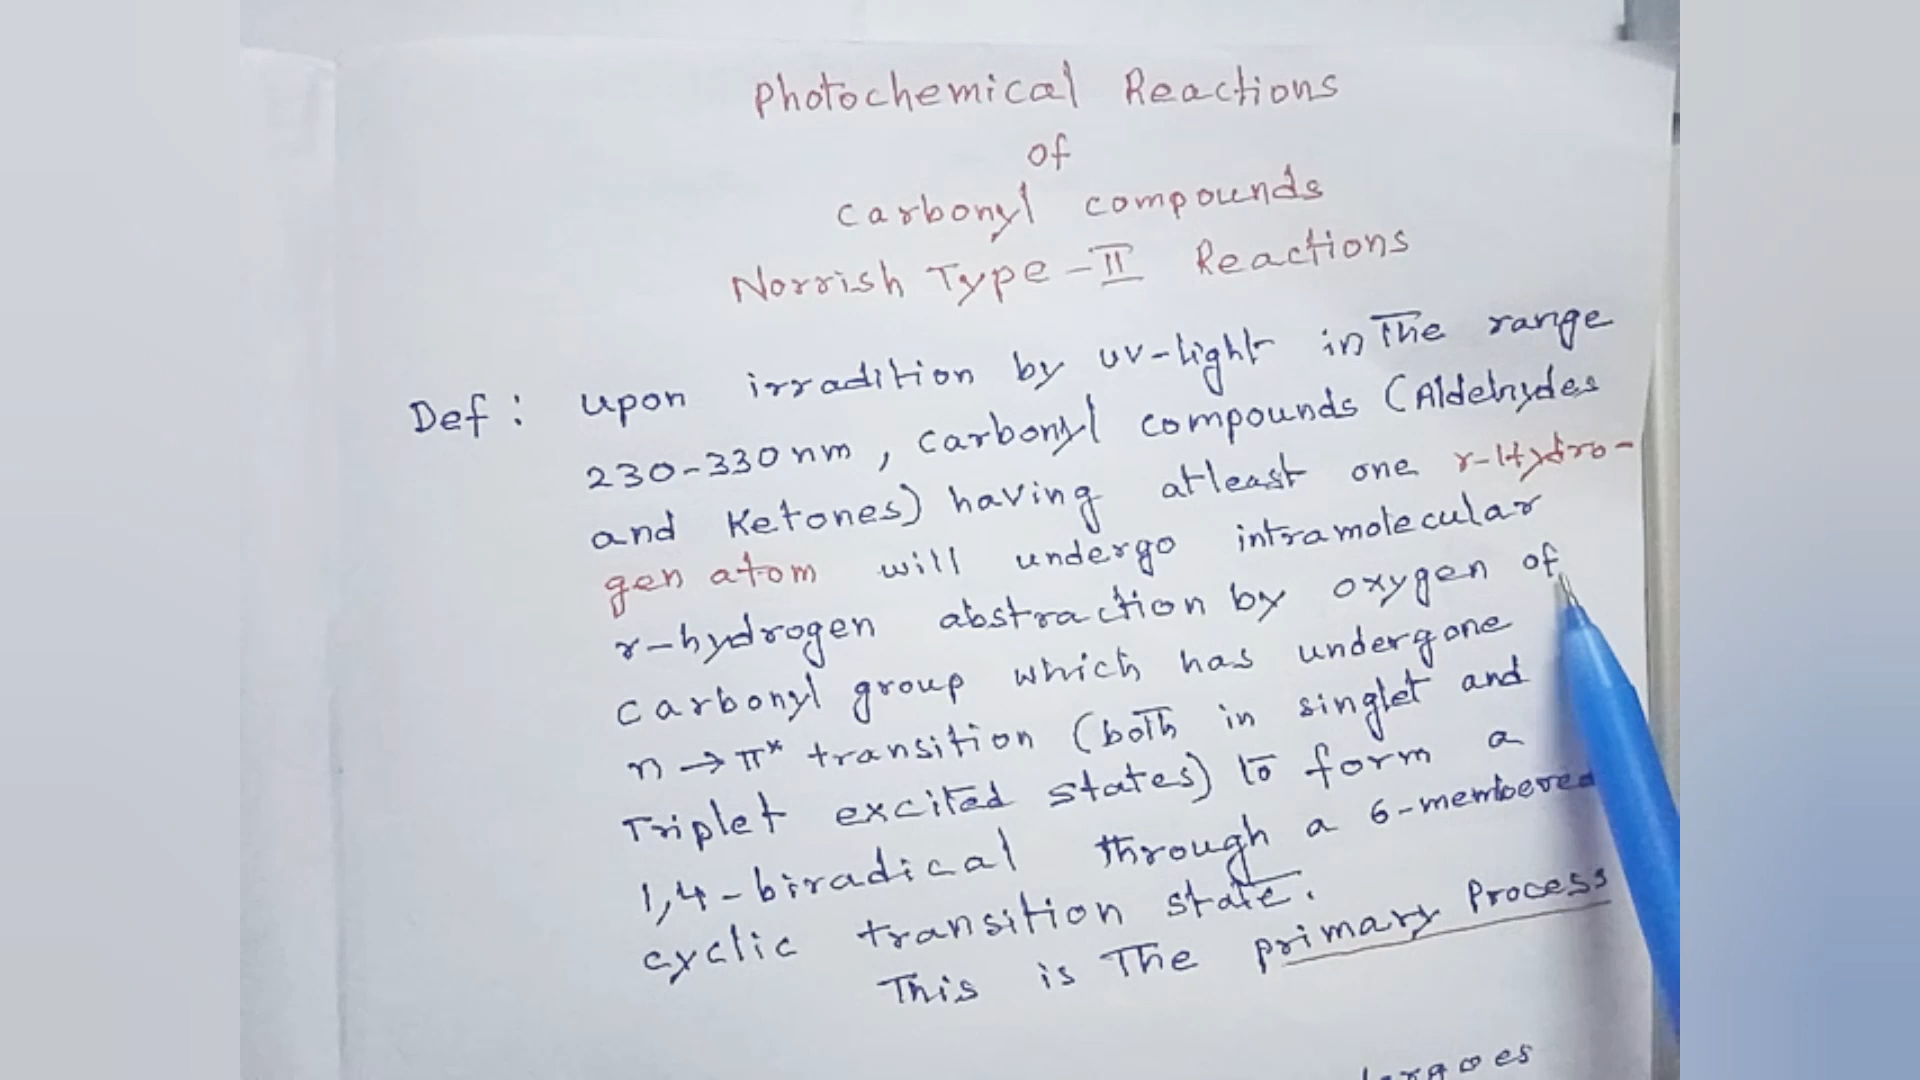 Photochemical Reactions
of
Carbonyl compounds
Norrish Type-II Reactions
Def: Upon irradition by UV-light in The range
230-330 nm, carbonyl compounds (Aldehydes
and Ketones) having atleast one r-Hydro-
gen atom will undergo intramolecular
r-hydrogen abstraction by oxygen of
carbonyl group which has undergone
n → π* transition (both in singlet and
Triplet excited states) to form a
1,4-biradical through a 6-membered
cyclic transition state.
This is The primary Process